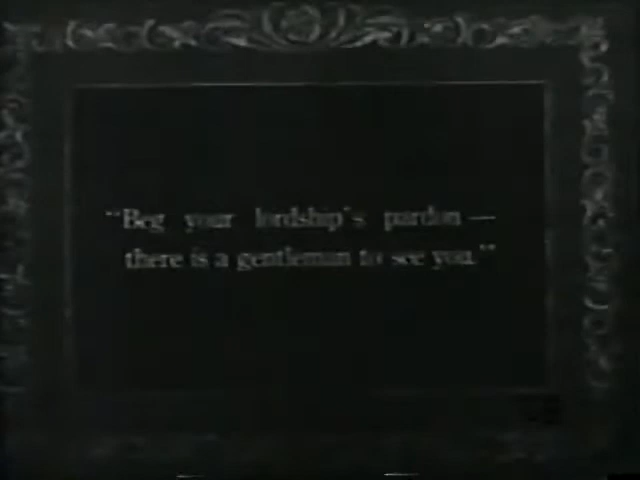 “Beg your lordship's pardon —
there is a gentleman to see you.”